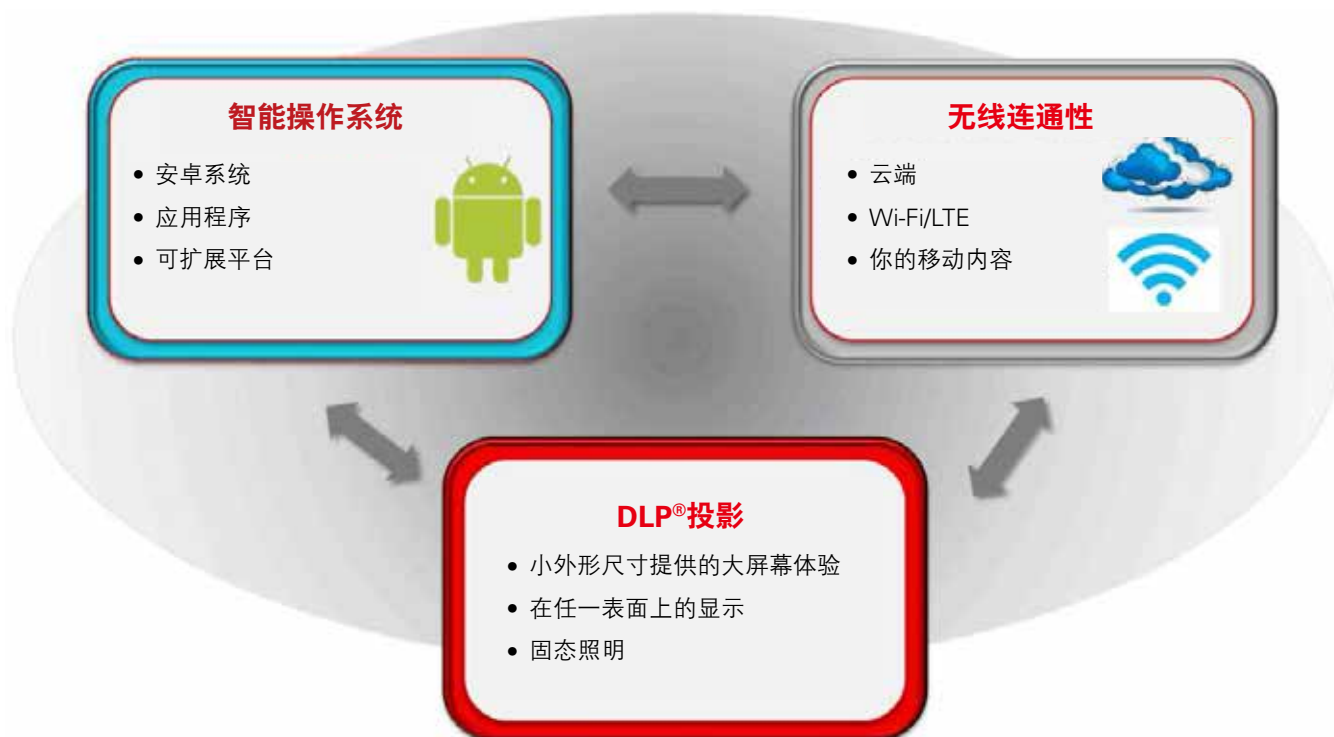 智能操作系统
• 安卓系统
• 应用程序
• 可扩展平台
无线连通性
• 云端
• Wi-Fi/LTE
• 你的移动内容
DLP®投影
• 小外形尺寸提供的大屏幕体验
• 在任一表面上的显示
• 固态照明